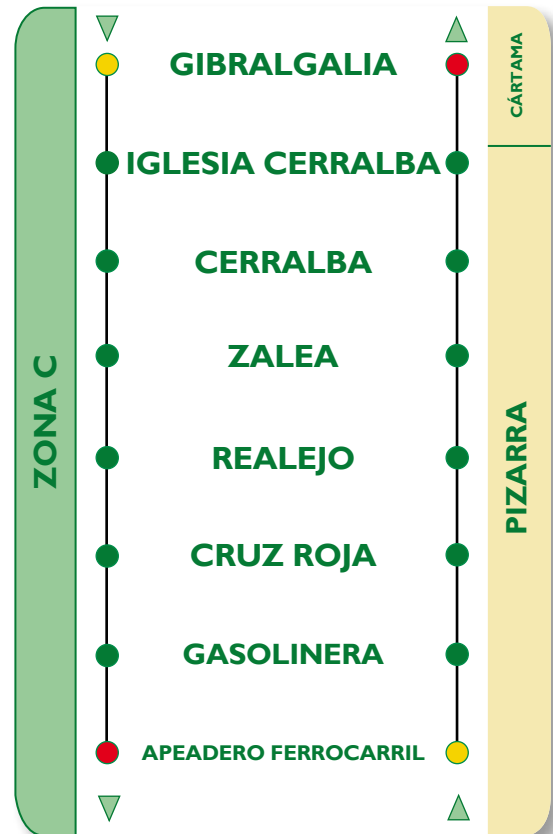 ZONA C
GIBRALGALIA
IGLESIA CERRALBA
CERRALBA
ZALEA
REALEJO
CRUZ ROJA
GASOLINERA
APEADERO FERROCARRIL
CÁRTAMA
PIZARRA